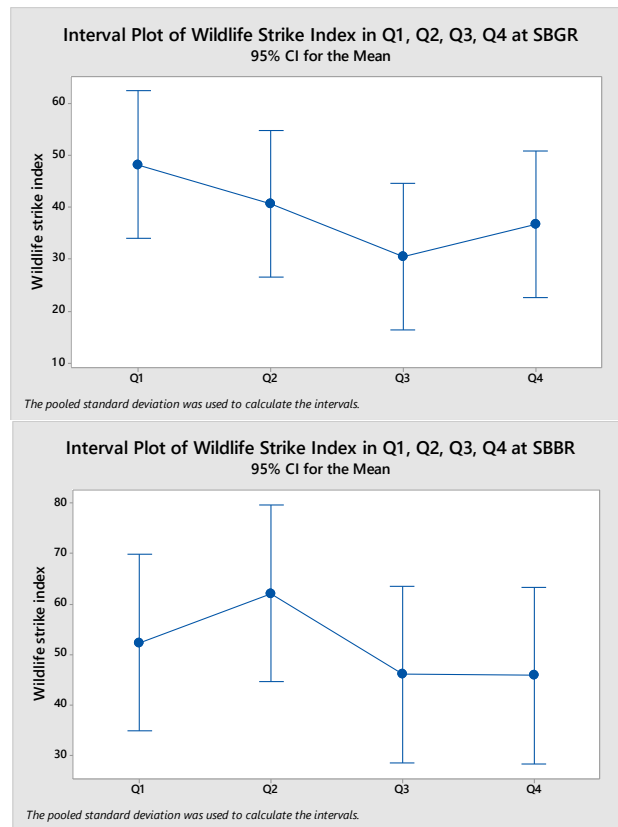 Interval Plot of Wildlife Strike Index in Q1, Q2, Q3, Q4 at SBGR
95% CI for the Mean
Wildlife strike index
60
50
40
30
20
10
Q1 Q2 Q3 Q4
The pooled standard deviation was used to calculate the intervals.
Interval Plot of Wildlife Strike Index in Q1, Q2, Q3, Q4 at SBBR
95% CI for the Mean
Wildlife strike index
80
70
60
50
40
30
Q1 Q2 Q3 Q4
The pooled standard deviation was used to calculate the intervals.